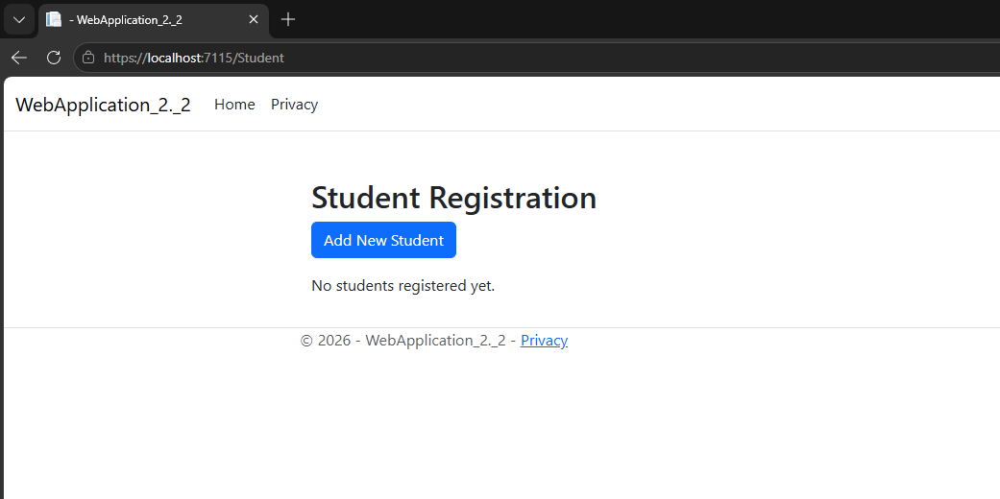 - WebApplication_2._2
https://localhost:7115/Student
WebApplication_2._2 Home Privacy
Student Registration
Add New Student
No students registered yet.
© 2026 - WebApplication_2._2 - Privacy